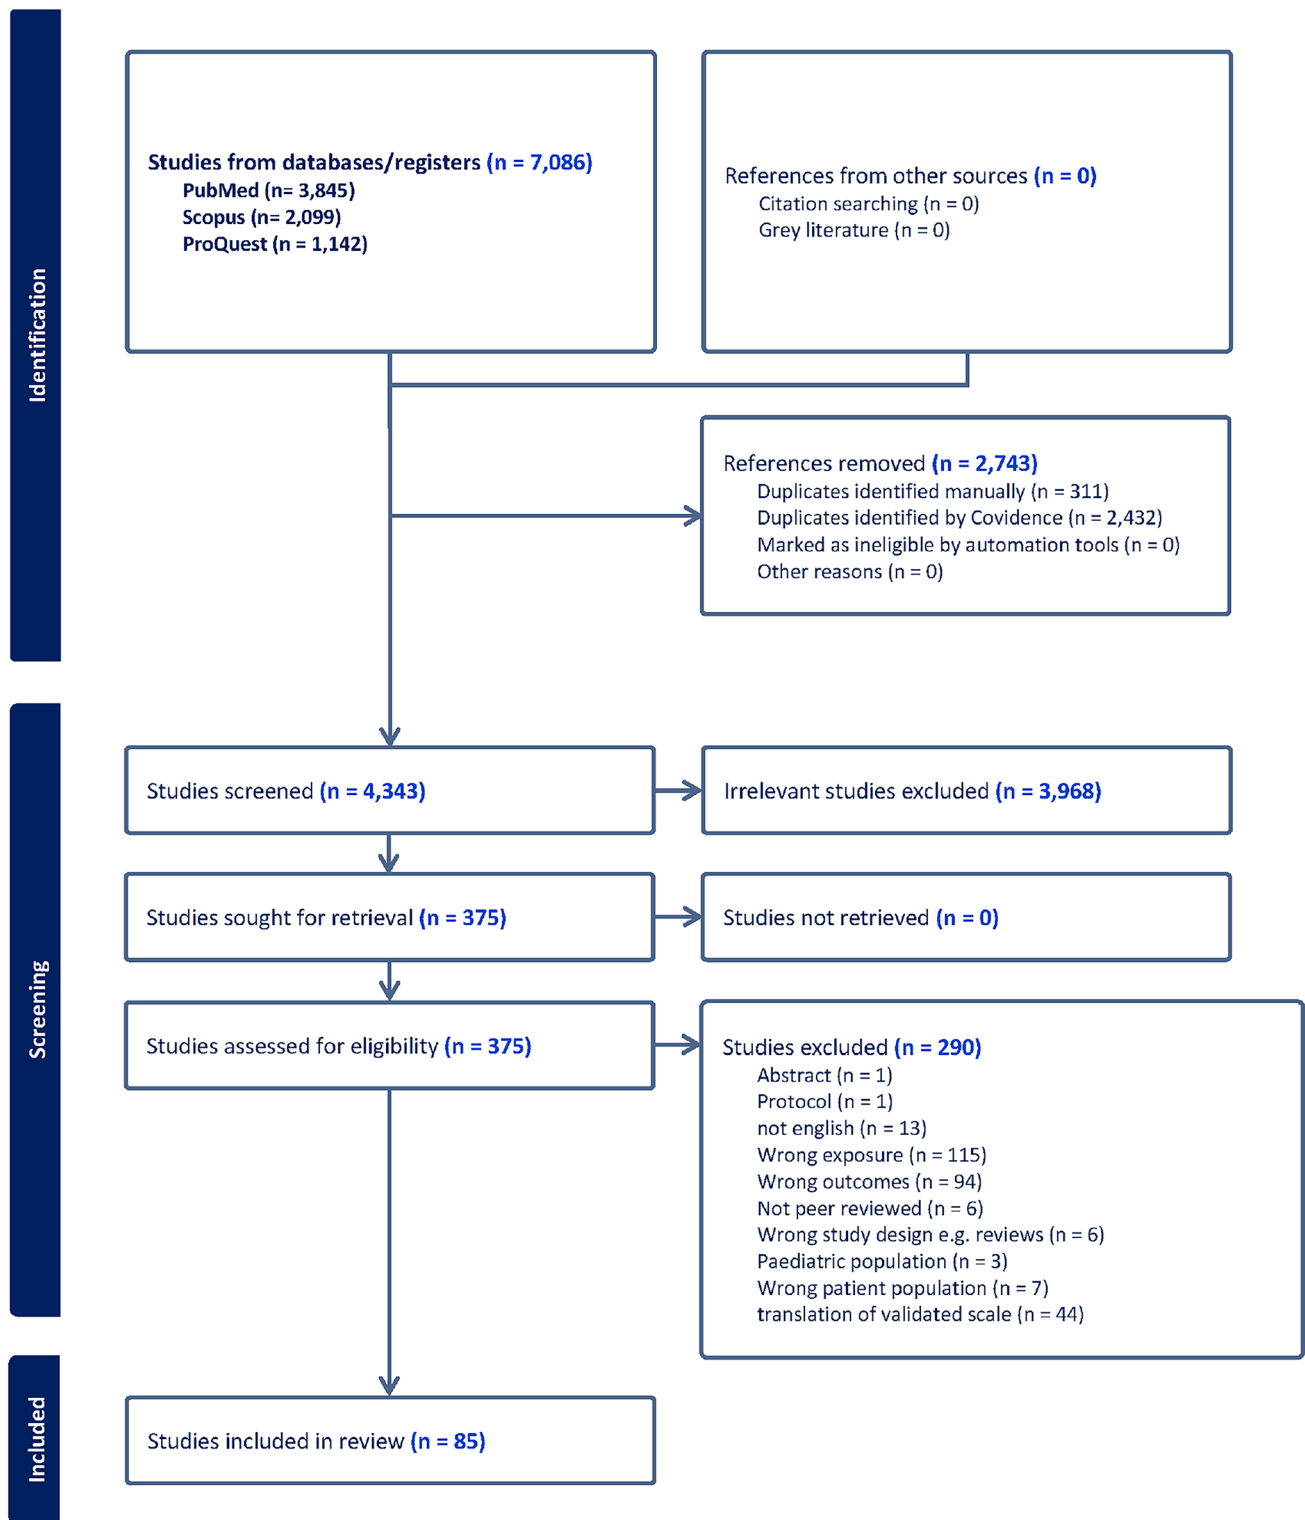 Identification
Studies from databases/registers (n = 7,086)
PubMed (n= 3,845)
Scopus (n= 2,099)
ProQuest (n = 1,142)
References from other sources (n = 0)
Citation searching (n = 0)
Grey literature (n = 0)
References removed (n = 2,743)
Duplicates identified manually (n = 311)
Duplicates identified by Covidence (n = 2,432)
Marked as ineligible by automation tools (n = 0)
Other reasons (n = 0)
Screening
Studies screened (n = 4,343)
Irrelevant studies excluded (n = 3,968)
Studies sought for retrieval (n = 375)
Studies not retrieved (n = 0)
Studies assessed for eligibility (n = 375)
Studies excluded (n = 290)
Abstract (n = 1)
Protocol (n = 1)
not english (n = 13)
Wrong exposure (n = 115)
Wrong outcomes (n = 94)
Not peer reviewed (n = 6)
Wrong study design e.g. reviews (n = 6)
Paediatric population (n = 3)
Wrong patient population (n = 7)
translation of validated scale (n = 44)
Included
Studies included in review (n = 85)